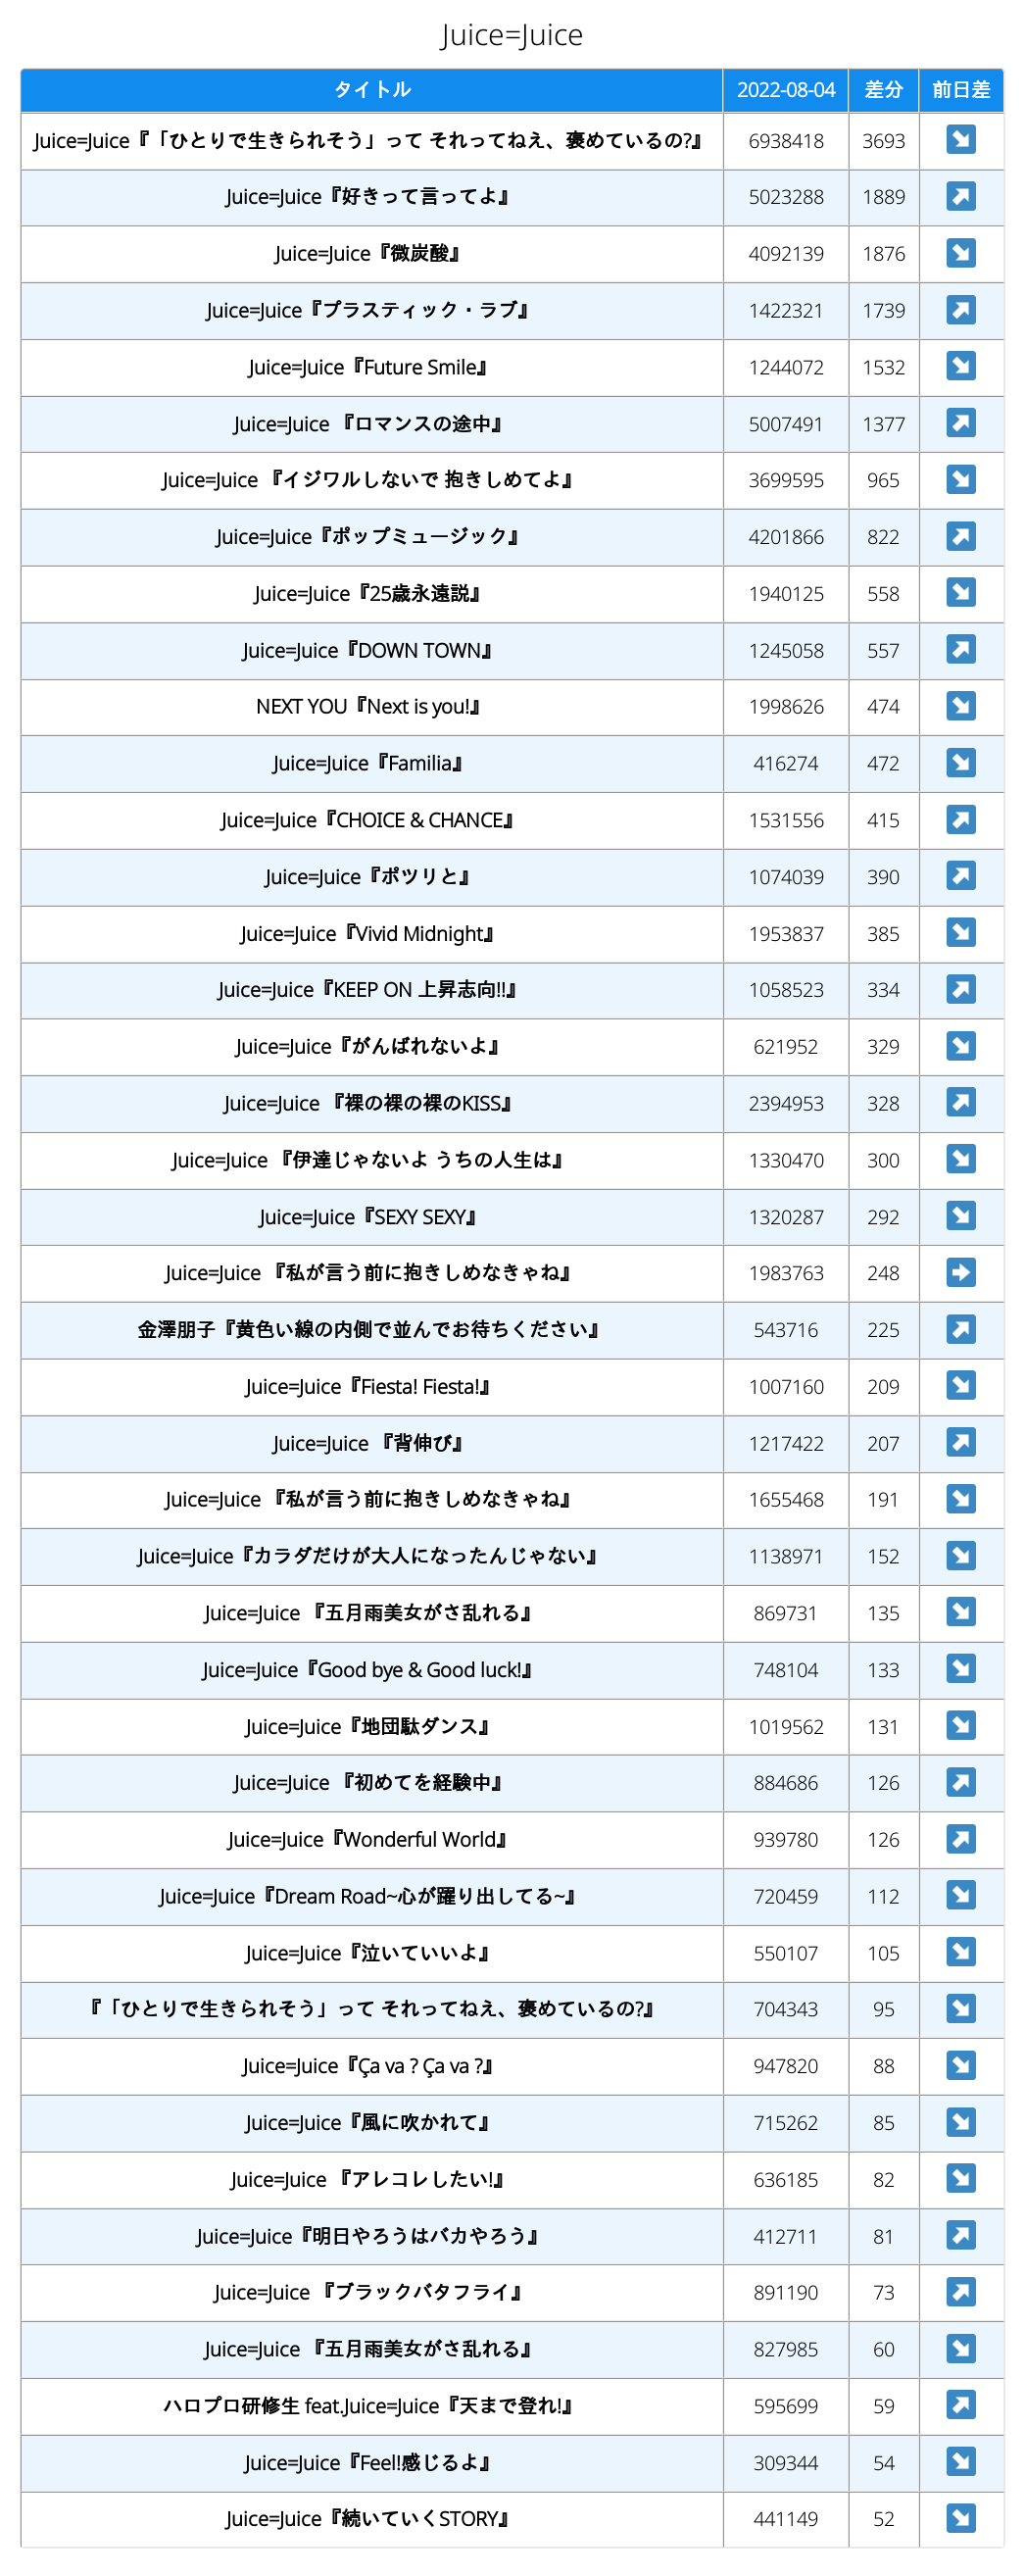 Juice=Juice
タイトル 2022-08-04 差分 前日差
Juice=Juice『「ひとりで生きられそう」って それってねえ、褒めているの?』 6938418 3693 ↘
Juice=Juice『好きって言ってよ』 5023288 1889 ↗
Juice=Juice『微炭酸』 4092139 1876 ↘
Juice=Juice『プラスティック・ラブ』 1422321 1739 ↗
Juice=Juice『Future Smile』 1244072 1532 ↘
Juice=Juice 『ロマンスの途中』 5007491 1377 ↗
Juice=Juice 『イジワルしないで 抱きしめてよ』 3699595 965 ↘
Juice=Juice『ポップミュージック』 4201866 822 ↗
Juice=Juice『25歳永遠説』 1940125 558 ↘
Juice=Juice『DOWN TOWN』 1245058 557 ↗
NEXT YOU『Next is you!』 1998626 474 ↘
Juice=Juice『Familia』 416274 472 ↘
Juice=Juice『CHOICE & CHANCE』 1531556 415 ↗
Juice=Juice『ポツリと』 1074039 390 ↗
Juice=Juice『Vivid Midnight』 1953837 385 ↘
Juice=Juice『KEEP ON 上昇志向!!』 1058523 334 ↗
Juice=Juice『がんばれないよ』 621952 329 ↘
Juice=Juice 『裸の裸の裸のKISS』 2394953 328 ↗
Juice=Juice 『伊達じゃないよ うちの人生は』 1330470 300 ↘
Juice=Juice『SEXY SEXY』 1320287 292 ↘
Juice=Juice 『私が言う前に抱きしめなきゃね』 1983763 248 ➡
金澤朋子『黄色い線の内側で並んでお待ちください』 543716 225 ↗
Juice=Juice『Fiesta! Fiesta!』 1007160 209 ↘
Juice=Juice 『背伸び』 1217422 207 ↗
Juice=Juice 『私が言う前に抱きしめなきゃね』 1655468 191 ↘
Juice=Juice『カラダだけが大人になったんじゃない』 1138971 152 ↘
Juice=Juice 『五月雨美女がさ乱れる』 869731 135 ↘
Juice=Juice『Good bye & Good luck!』 748104 133 ↘
Juice=Juice『地団駄ダンス』 1019562 131 ↘
Juice=Juice 『初めてを経験中』 884686 126 ↗
Juice=Juice『Wonderful World』 939780 126 ↗
Juice=Juice『Dream Road~心が躍り出してる~』 720459 112 ↘
Juice=Juice『泣いていいよ』 550107 105 ↘
『「ひとりで生きられそう」って それってねえ、褒めているの?』 704343 95 ↘
Juice=Juice『Ça va ? Ça va ?』 947820 88 ↘
Juice=Juice『風に吹かれて』 715262 85 ↘
Juice=Juice 『アレコレしたい!』 636185 82 ↘
Juice=Juice『明日やろうはバカやろう』 412711 81 ↗
Juice=Juice 『ブラックバタフライ』 891190 73 ↗
Juice=Juice 『五月雨美女がさ乱れる』 827985 60 ↘
ハロプロ研修生 feat.Juice=Juice『天まで登れ!』 595699 59 ↗
Juice=Juice『Feel!感じるよ』 309344 54 ↘
Juice=Juice『続いていくSTORY』 441149 52 ↘